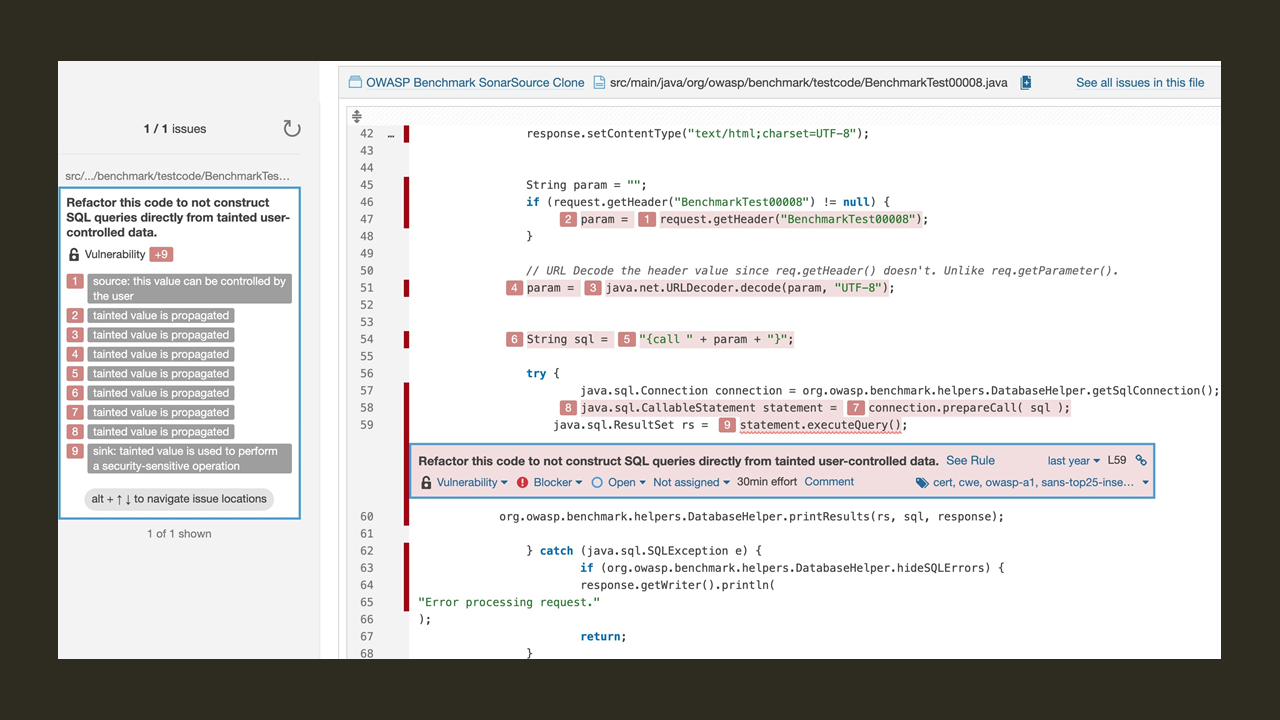 1 / 1 issues
src/.../benchmark/testcode/BenchmarkTes...
Refactor this code to not construct
SQL queries directly from tainted user-
controlled data.
Vulnerability +9
1 source: this value can be controlled by
the user
2 tainted value is propagated
3 tainted value is propagated
4 tainted value is propagated
5 tainted value is propagated
6 tainted value is propagated
7 tainted value is propagated
8 tainted value is propagated
9 sink: tainted value is used to perform
a security-sensitive operation
alt + ↑ ↓ to navigate issue locations
1 of 1 shown
OWASP Benchmark SonarSource Clone src/main/java/org/owasp/benchmark/testcode/BenchmarkTest00008.java See all issues in this file
42 ... response.setContentType("text/html;charset=UTF-8");
43
44
45 String param = "";
46 if (request.getHeader("BenchmarkTest00008") != null) {
47 2 param = 1 request.getHeader("BenchmarkTest00008");
48 }
49
50 // URL Decode the header value since req.getHeader() doesn't. Unlike req.getParameter().
51 4 param = 3 java.net.URLDecoder.decode(param, "UTF-8");
52
53
54 6 String sql = 5 "{call " + param + "}";
55
56 try {
57 java.sql.Connection connection = org.owasp.benchmark.helpers.DatabaseHelper.getSqlConnection();
58 8 java.sql.CallableStatement statement = 7 connection.prepareCall( sql );
59 java.sql.ResultSet rs = 9 statement.executeQuery();
Refactor this code to not construct SQL queries directly from tainted user-controlled data. See Rule last year L59
Vulnerability Blocker Open Not assigned 30min effort Comment cert, cwe, owasp-a1, sans-top25-inse...
60 org.owasp.benchmark.helpers.DatabaseHelper.printResults(rs, sql, response);
61
62 } catch (java.sql.SQLException e) {
63 if (org.owasp.benchmark.helpers.DatabaseHelper.hideSQLErrors) {
64 response.getWriter().println(
65 "Error processing request."
66 );
67 return;
68 }